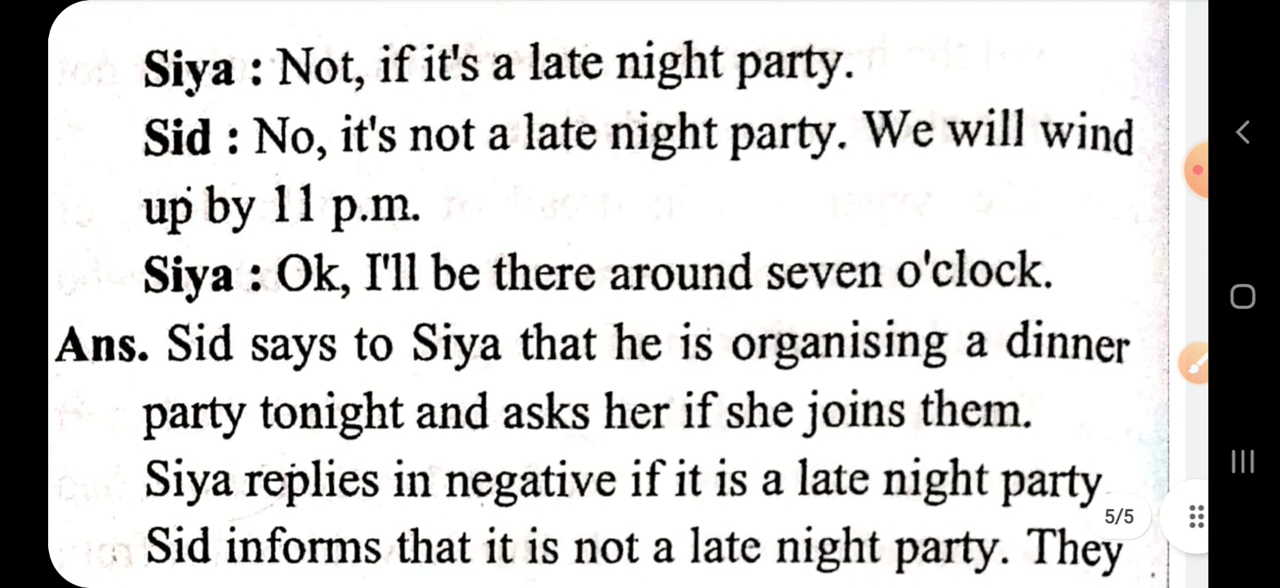 Siya : Not, if it's a late night party.
Sid : No, it's not a late night party. We will wind
up by 11 p.m.
Siya : Ok, I'll be there around seven o'clock.
Ans. Sid says to Siya that he is organising a dinner
party tonight and asks her if she joins them.
Siya replies in negative if it is a late night party
5/5
Sid informs that it is not a late night party. They